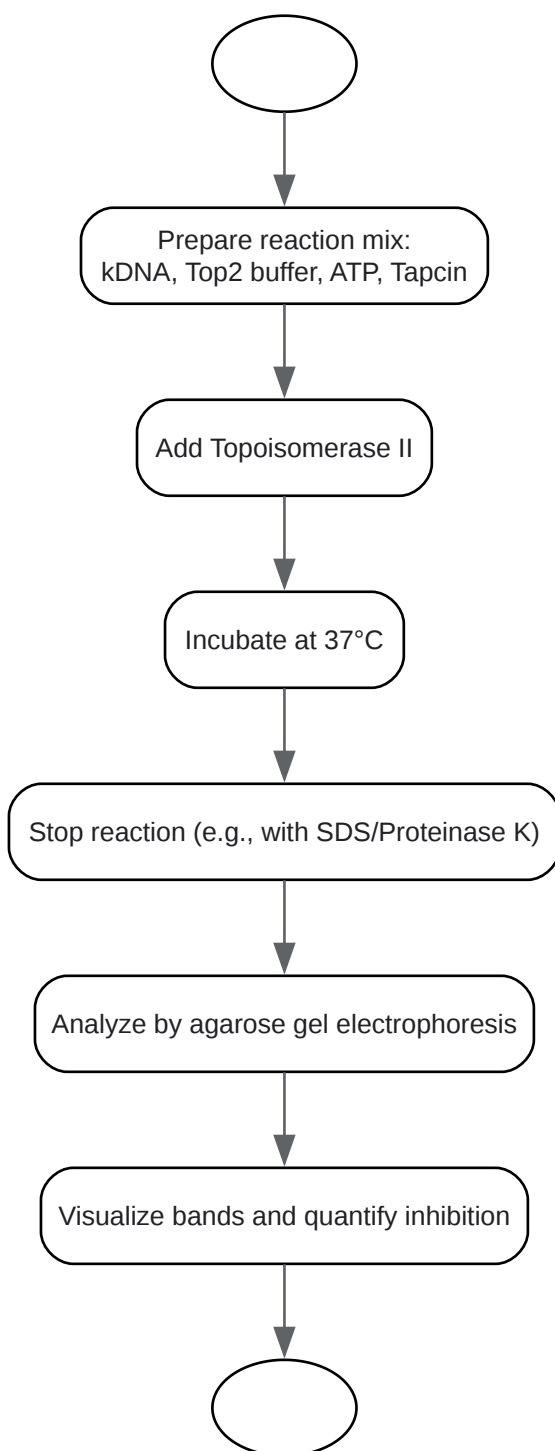 Prepare reaction mix:
kDNA, Top2 buffer, ATP, Tapcin
Add Topoisomerase II
Incubate at 37°C
Stop reaction (e.g., with SDS/Proteinase K)
Analyze by agarose gel electrophoresis
Visualize bands and quantify inhibition